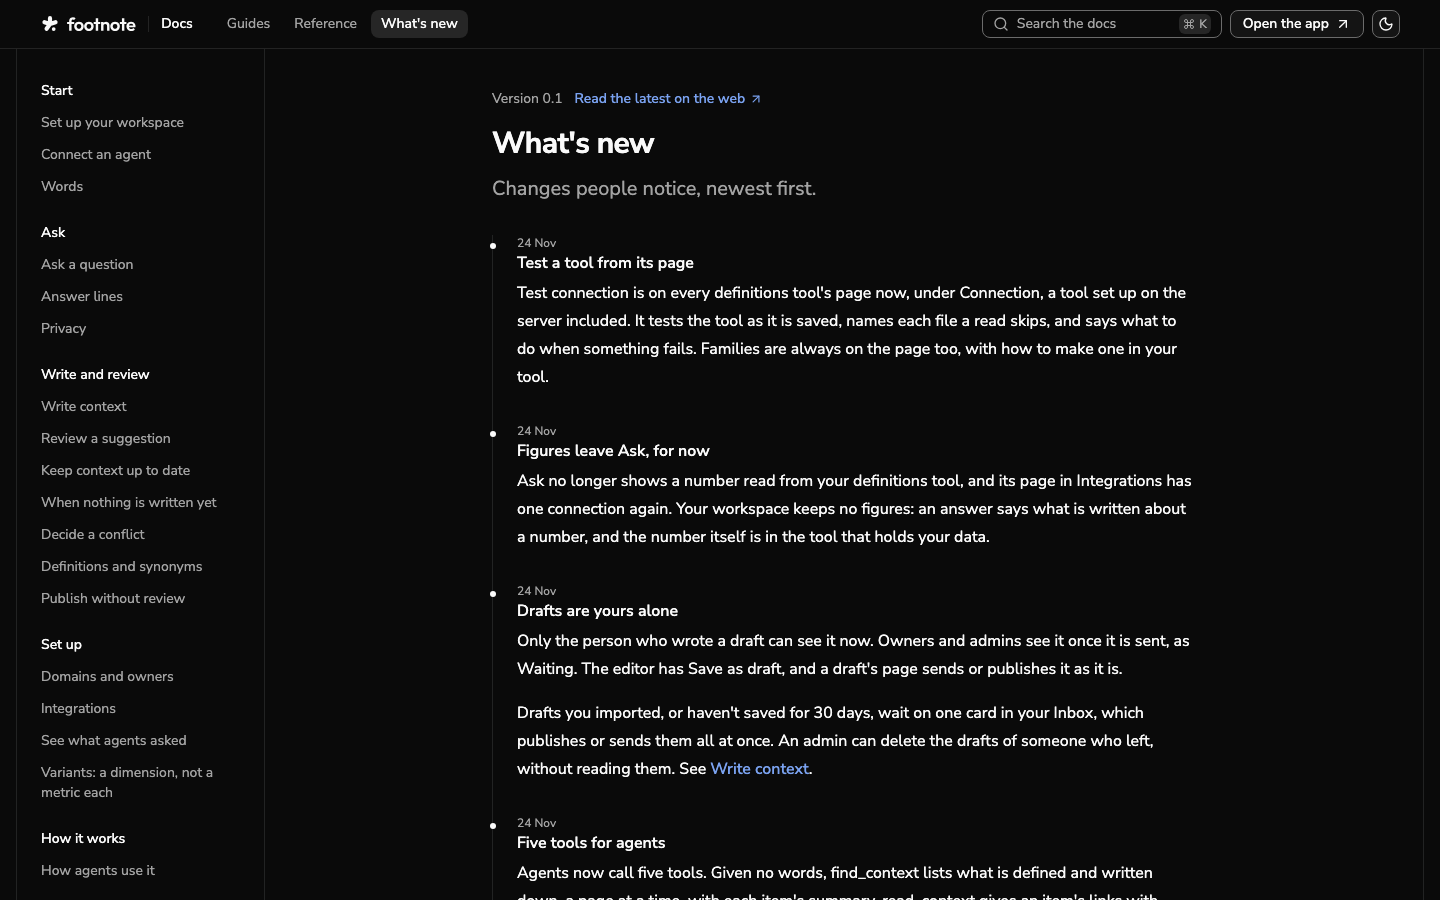 footnote
Docs
Guides
Reference
What's new
Search the docs
⌘ K
Open the app
Start
Set up your workspace
Connect an agent
Words
Ask
Ask a question
Answer lines
Privacy
Write and review
Write context
Review a suggestion
Keep context up to date
When nothing is written yet
Decide a conflict
Definitions and synonyms
Publish without review
Set up
Domains and owners
Integrations
See what agents asked
Variants: a dimension, not a
metric each
How it works
How agents use it
Version 0.1 Read the latest on the web
What's new
Changes people notice, newest first.
24 Nov
Test a tool from its page
Test connection is on every definitions tool's page now, under Connection, a tool set up on the
server included. It tests the tool as it is saved, names each file a read skips, and says what to
do when something fails. Families are always on the page too, with how to make one in your
tool.
24 Nov
Figures leave Ask, for now
Ask no longer shows a number read from your definitions tool, and its page in Integrations has
one connection again. Your workspace keeps no figures: an answer says what is written about
a number, and the number itself is in the tool that holds your data.
24 Nov
Drafts are yours alone
Only the person who wrote a draft can see it now. Owners and admins see it once it is sent, as
Waiting. The editor has Save as draft, and a draft's page sends or publishes it as it is.
Drafts you imported, or haven't saved for 30 days, wait on one card in your Inbox, which
publishes or sends them all at once. An admin can delete the drafts of someone who left,
without reading them. See Write context.
24 Nov
Five tools for agents
Agents now call five tools. Given no words, find_context lists what is defined and written
down, a page at a time, with each item's summary. read_context gives an item's links with